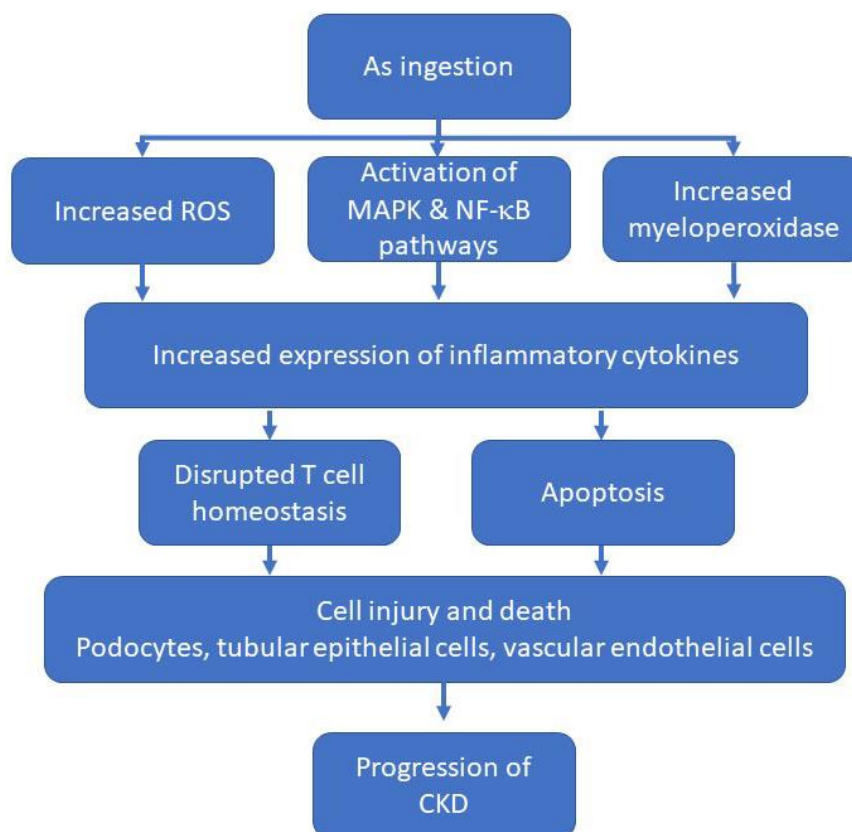 As ingestion
Increased ROS
Activation of
MAPK & NF-κB
pathways
Increased
myeloperoxidase
Increased expression of inflammatory cytokines
Disrupted T cell
homeostasis
Apoptosis
Cell injury and death
Podocytes, tubular epithelial cells, vascular endothelial cells
Progression of
CKD